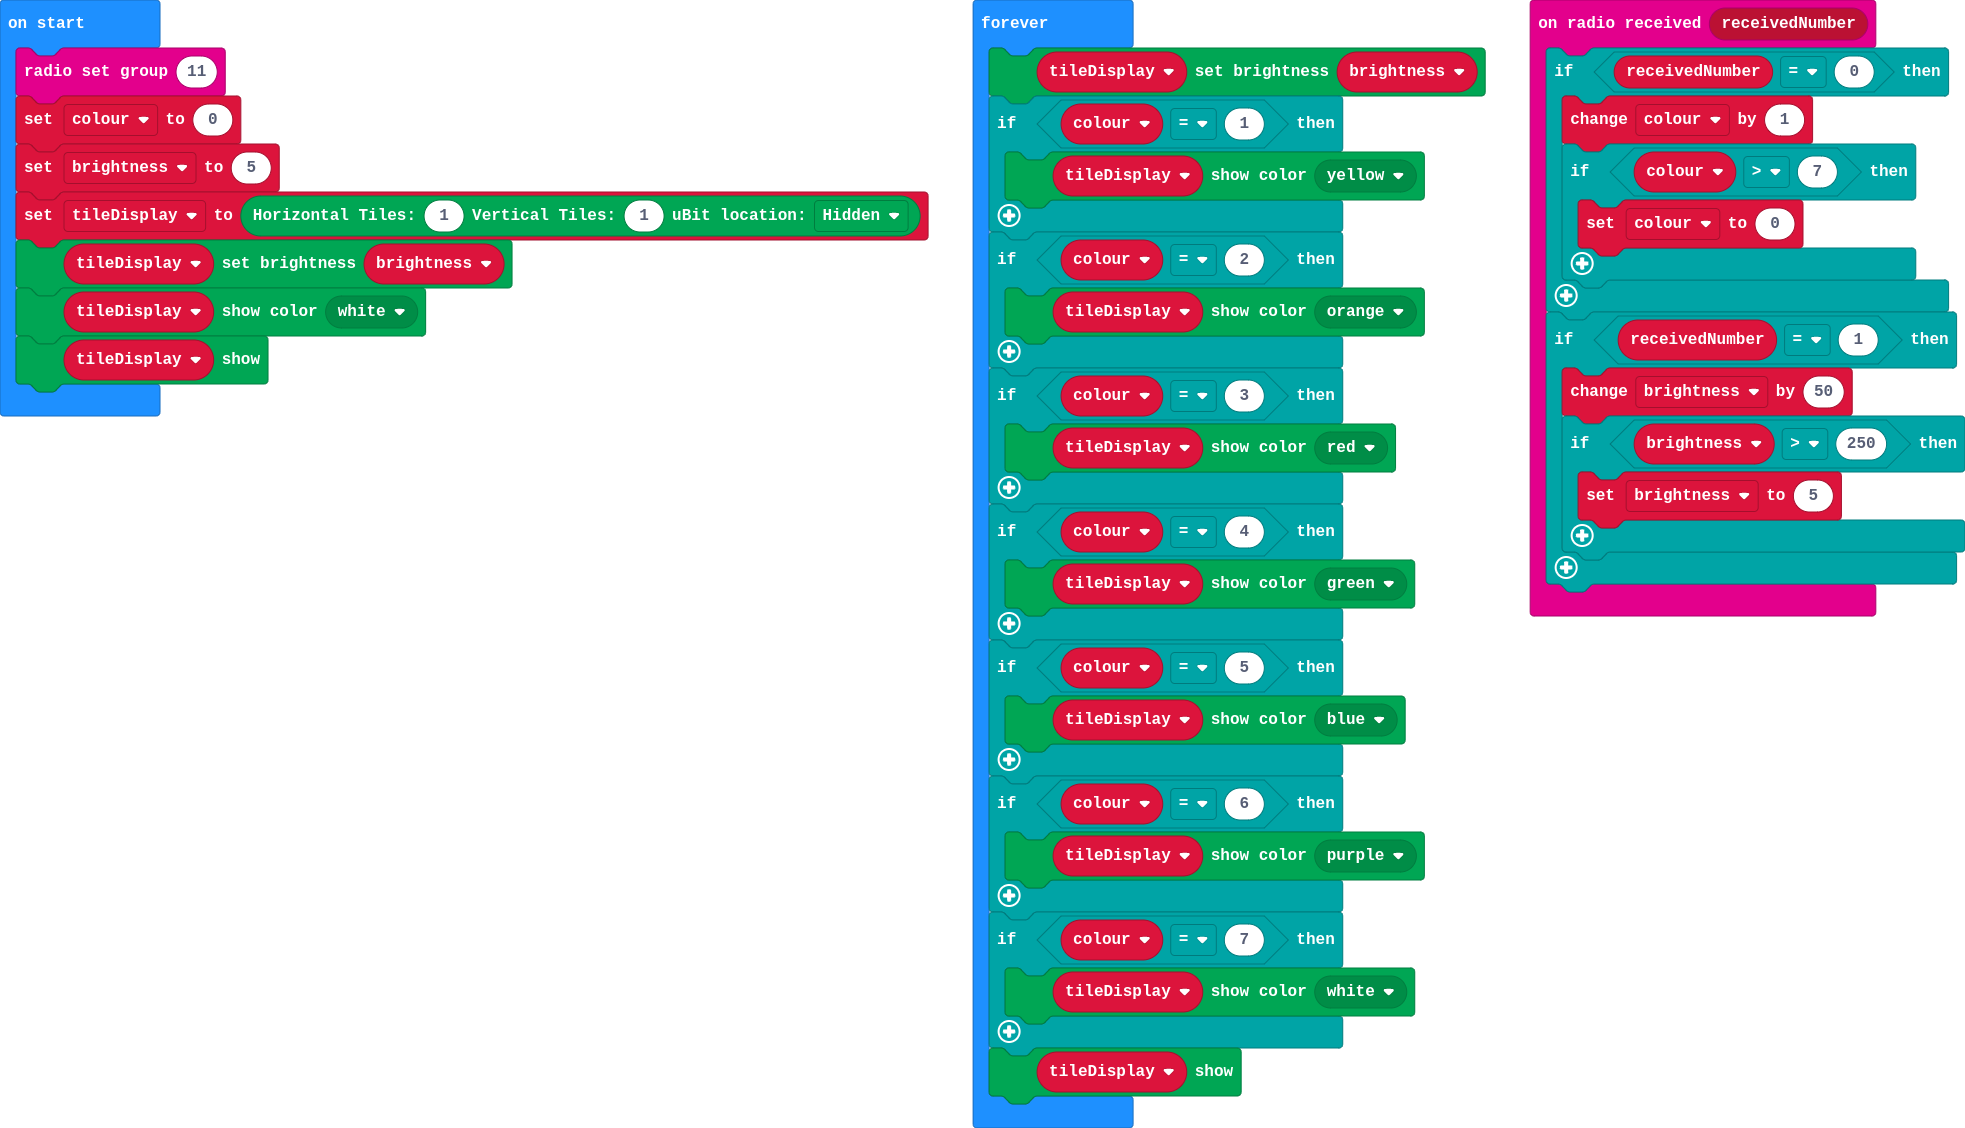 on start
radio set group 11
set colour to 0
set brightness to 5
set tileDisplay to Horizontal Tiles: 1 Vertical Tiles: 1 uBit location: Hidden
tileDisplay set brightness brightness
tileDisplay show color white
tileDisplay show
forever
tileDisplay set brightness brightness
if colour = 1 then
tileDisplay show color yellow
if colour = 2 then
tileDisplay show color orange
if colour = 3 then
tileDisplay show color red
if colour = 4 then
tileDisplay show color green
if colour = 5 then
tileDisplay show color blue
if colour = 6 then
tileDisplay show color purple
if colour = 7 then
tileDisplay show color white
tileDisplay show
on radio received receivedNumber
if receivedNumber = 0 then
change colour by 1
if colour > 7 then
set colour to 0
if receivedNumber = 1 then
change brightness by 50
if brightness > 250 then
set brightness to 5